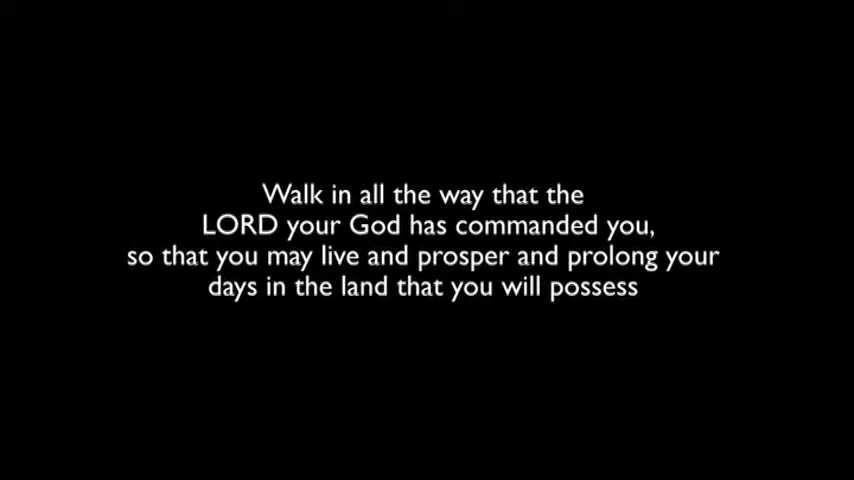 Walk in all the way that the
LORD your God has commanded you,
so that you may live and prosper and prolong your
days in the land that you will possess